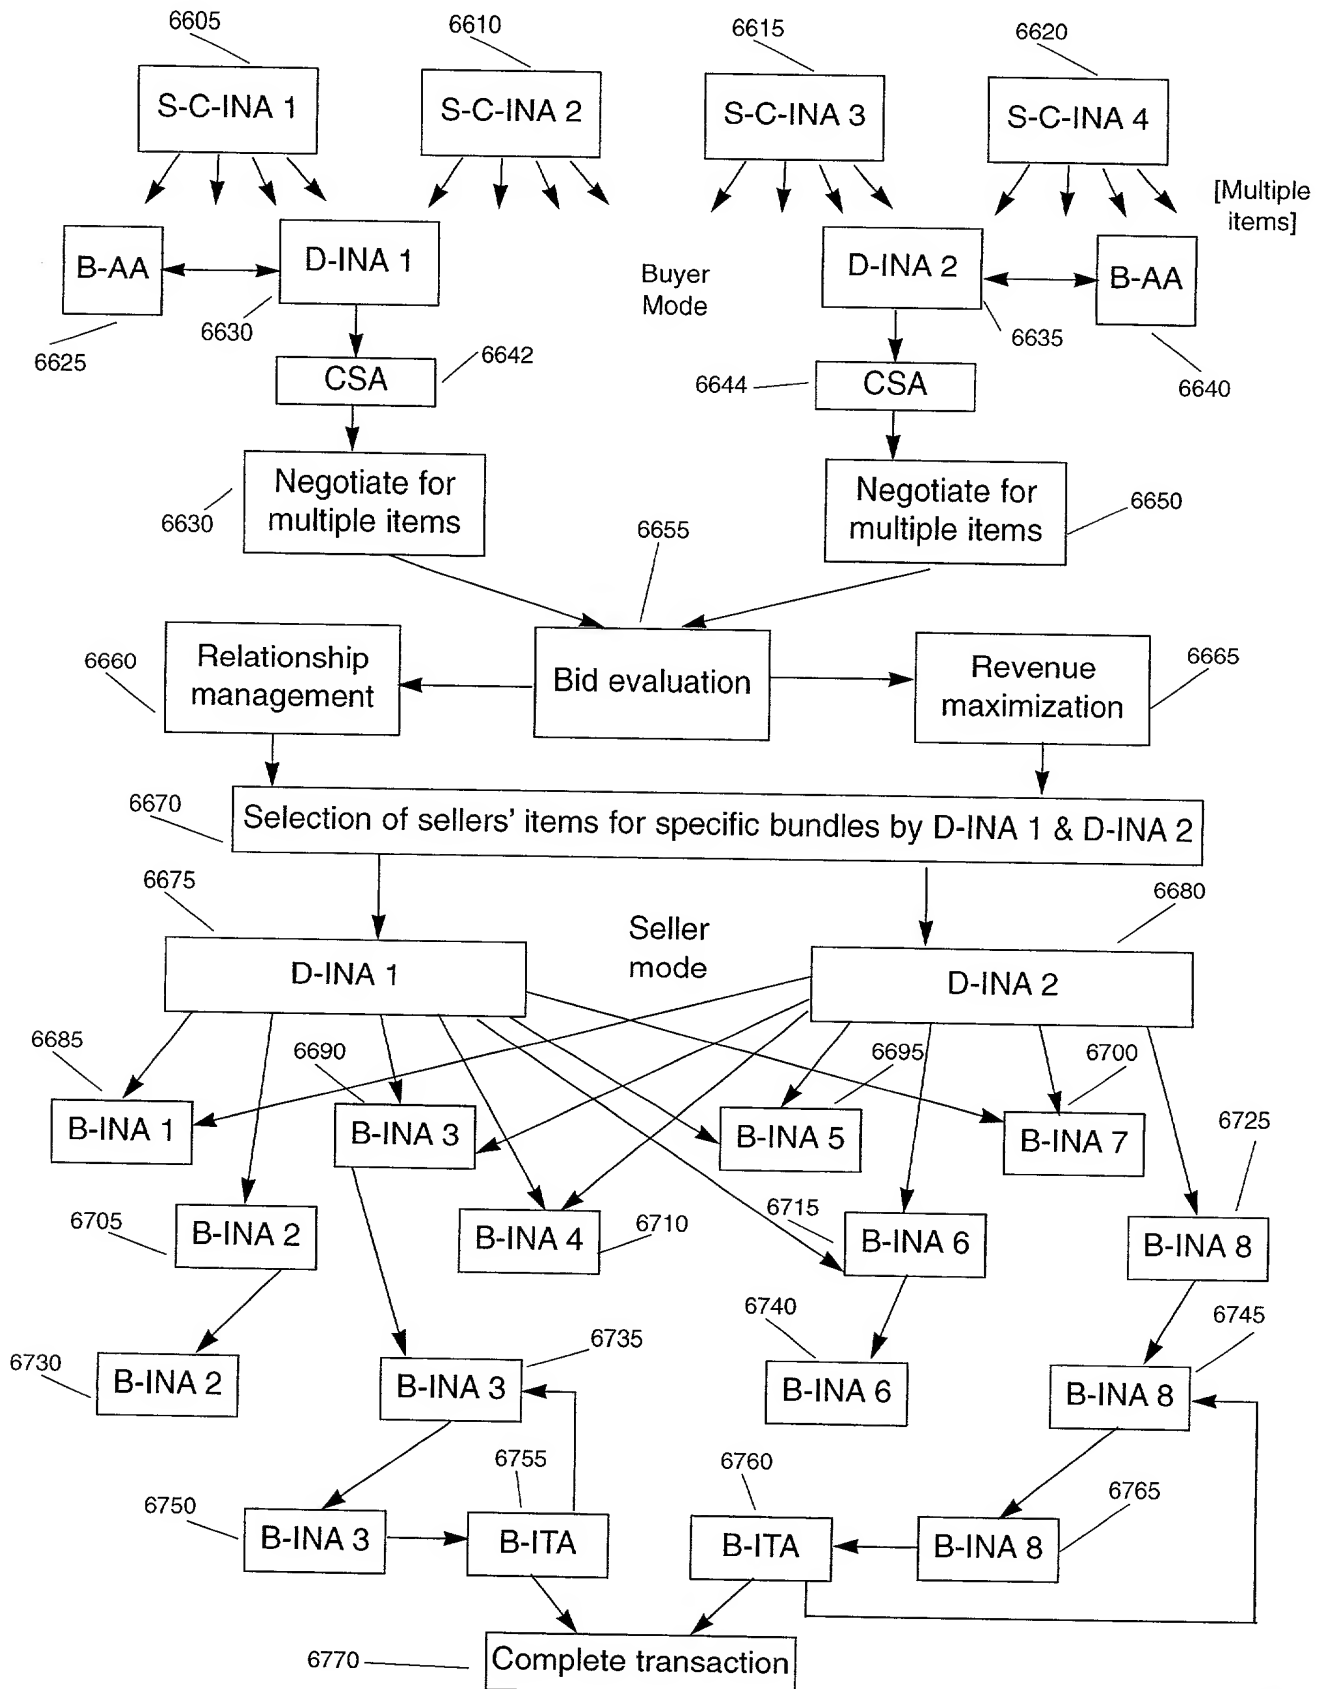 6605
6610
6615
6620
S-C-INA 1
S-C-INA 2
S-C-INA 3
S-C-INA 4
[Multiple
items]
B-AA
D-INA 1
Buyer
Mode
D-INA 2
B-AA
6625
6630
6635
6640
CSA
6642
6644
CSA
Negotiate for
multiple items
6630
Negotiate for
multiple items
6650
6655
6660
Relationship
management
Bid evaluation
Revenue
maximization
6665
6670
Selection of sellers' items for specific bundles by D-INA 1 & D-INA 2
6675
6680
D-INA 1
Seller
mode
D-INA 2
6685
6690
6695
6700
B-INA 1
B-INA 3
B-INA 5
B-INA 7
6725
6705
B-INA 2
B-INA 4
6710
6715
B-INA 6
B-INA 8
6730
B-INA 2
6735
B-INA 3
6740
B-INA 6
6745
B-INA 8
6750
B-INA 3
6755
B-ITA
6760
B-ITA
B-INA 8
6765
6770
Complete transaction